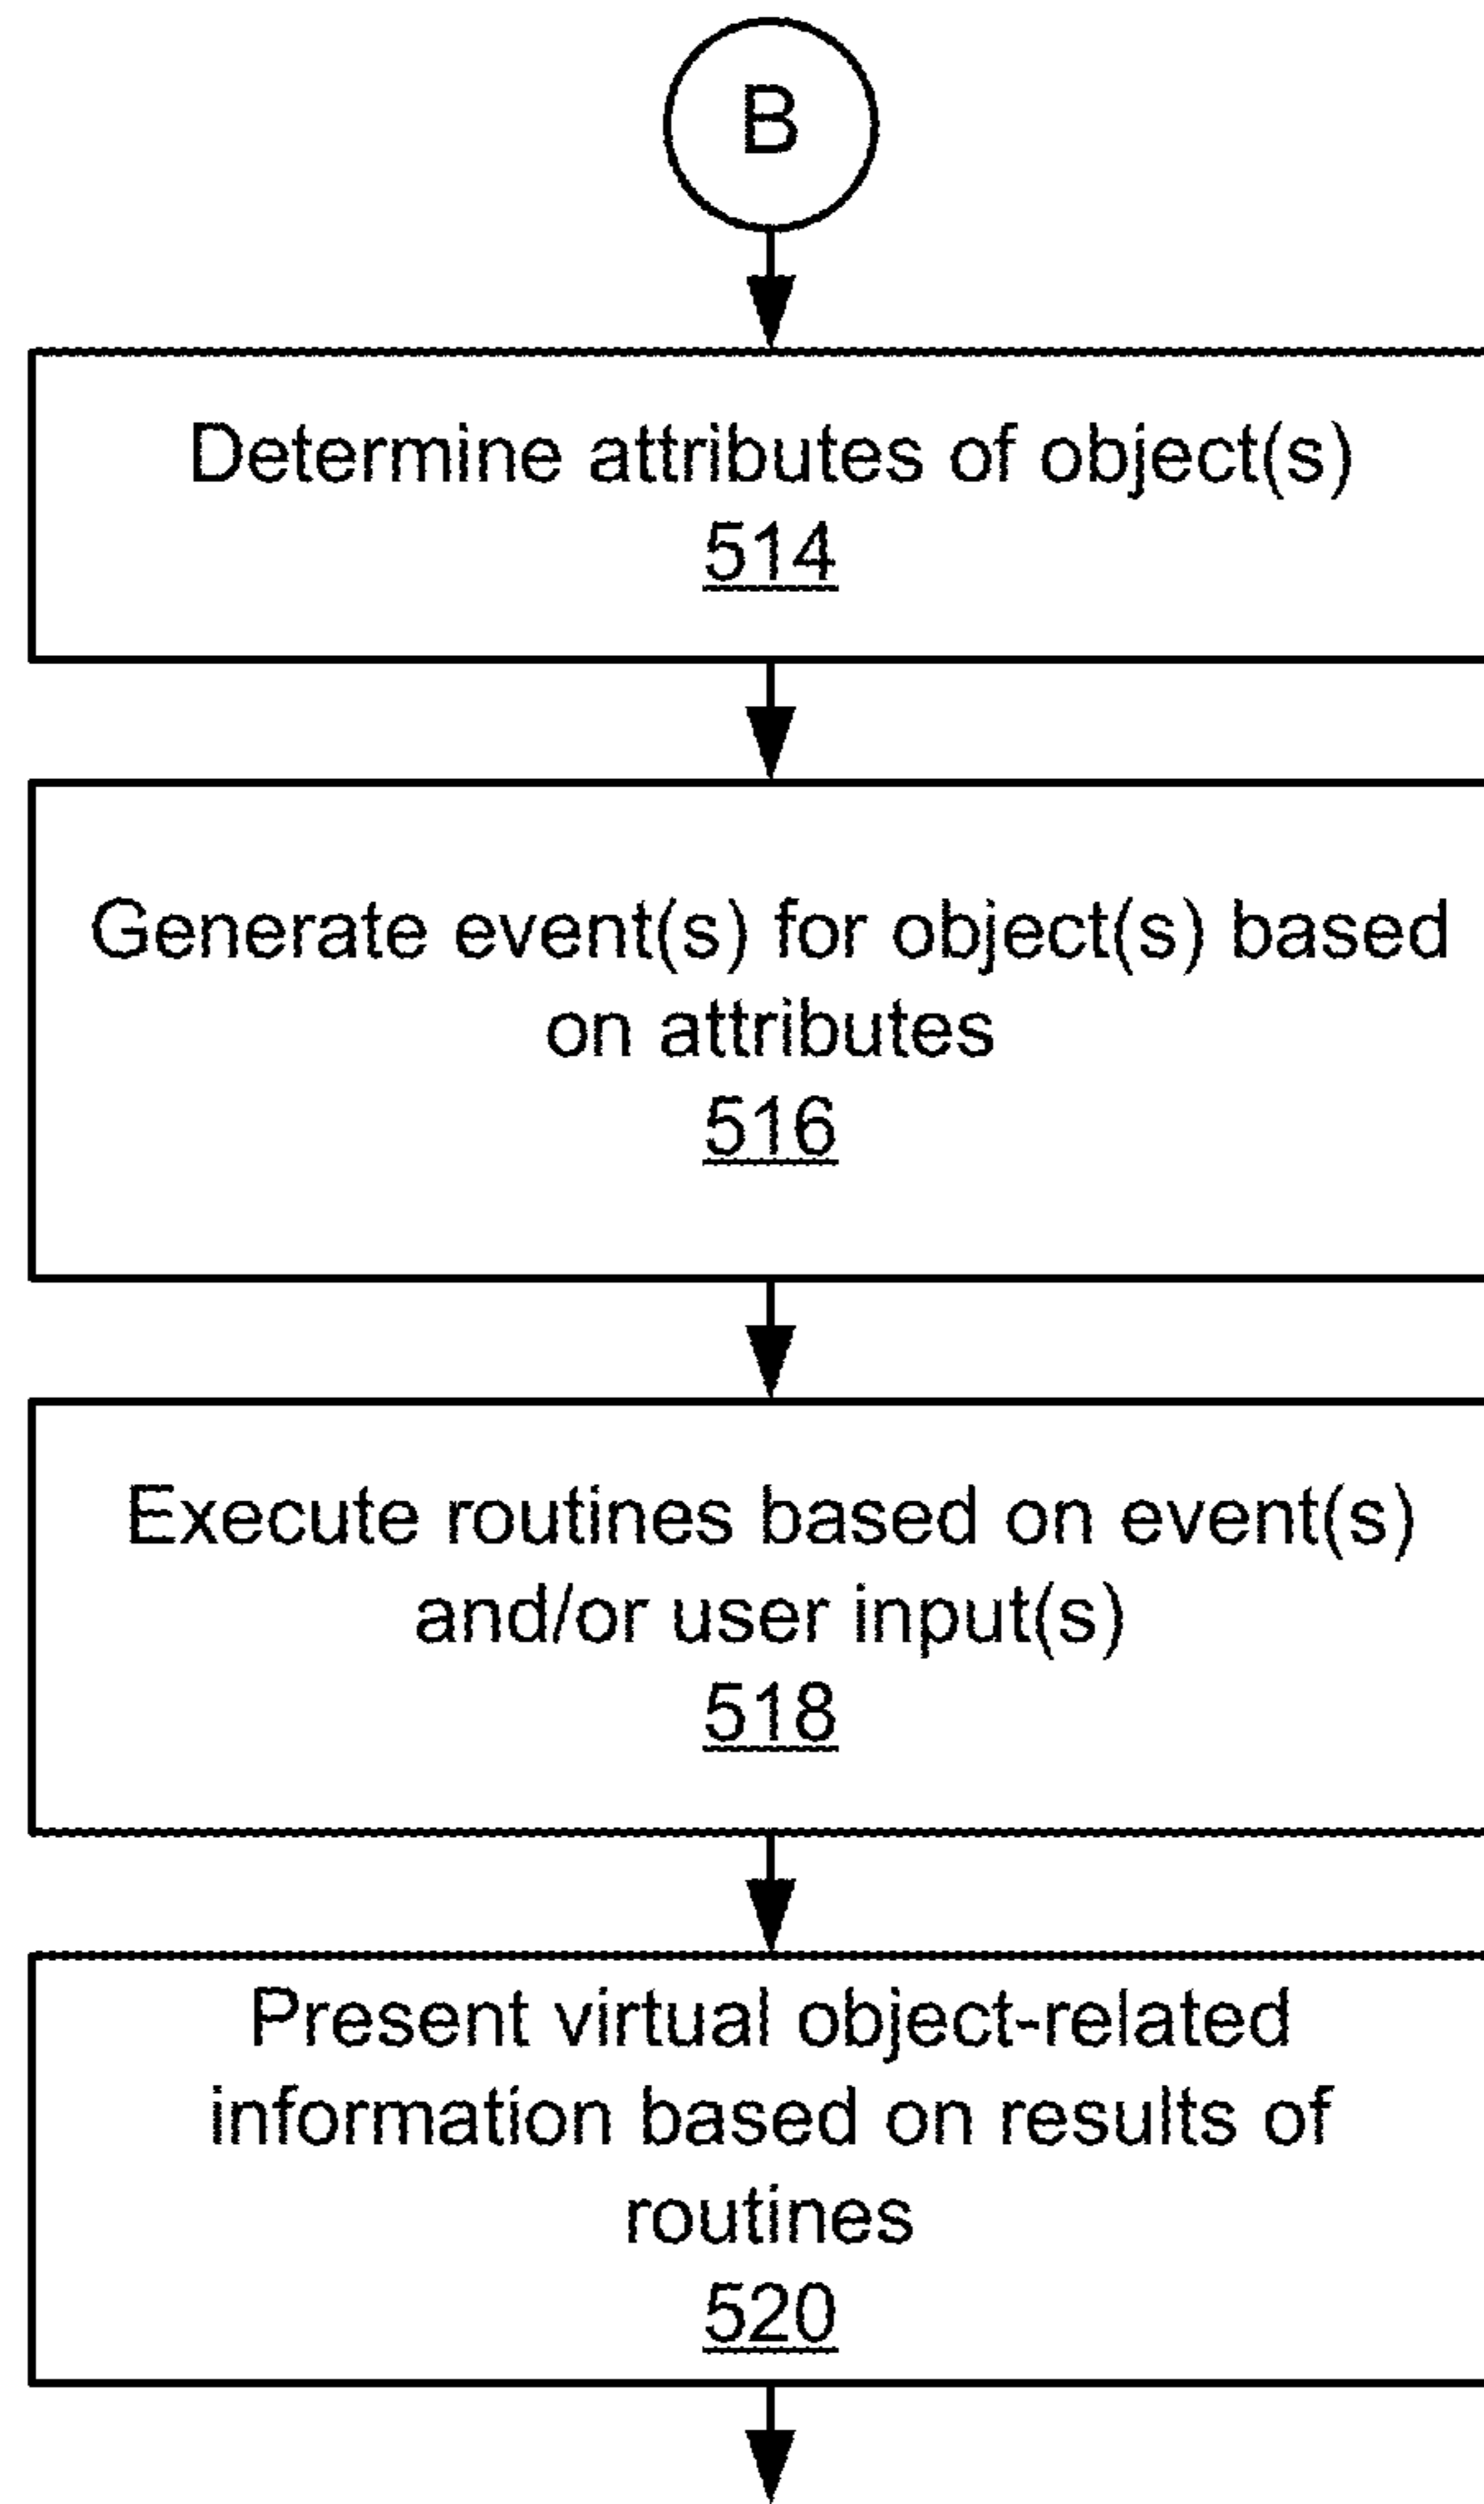 B
Determine attributes of object(s)
514
Generate event(s) for object(s) based
on attributes
516
Execute routines based on event(s)
and/or user input(s)
518
Present virtual object-related
information based on results of
routines
520